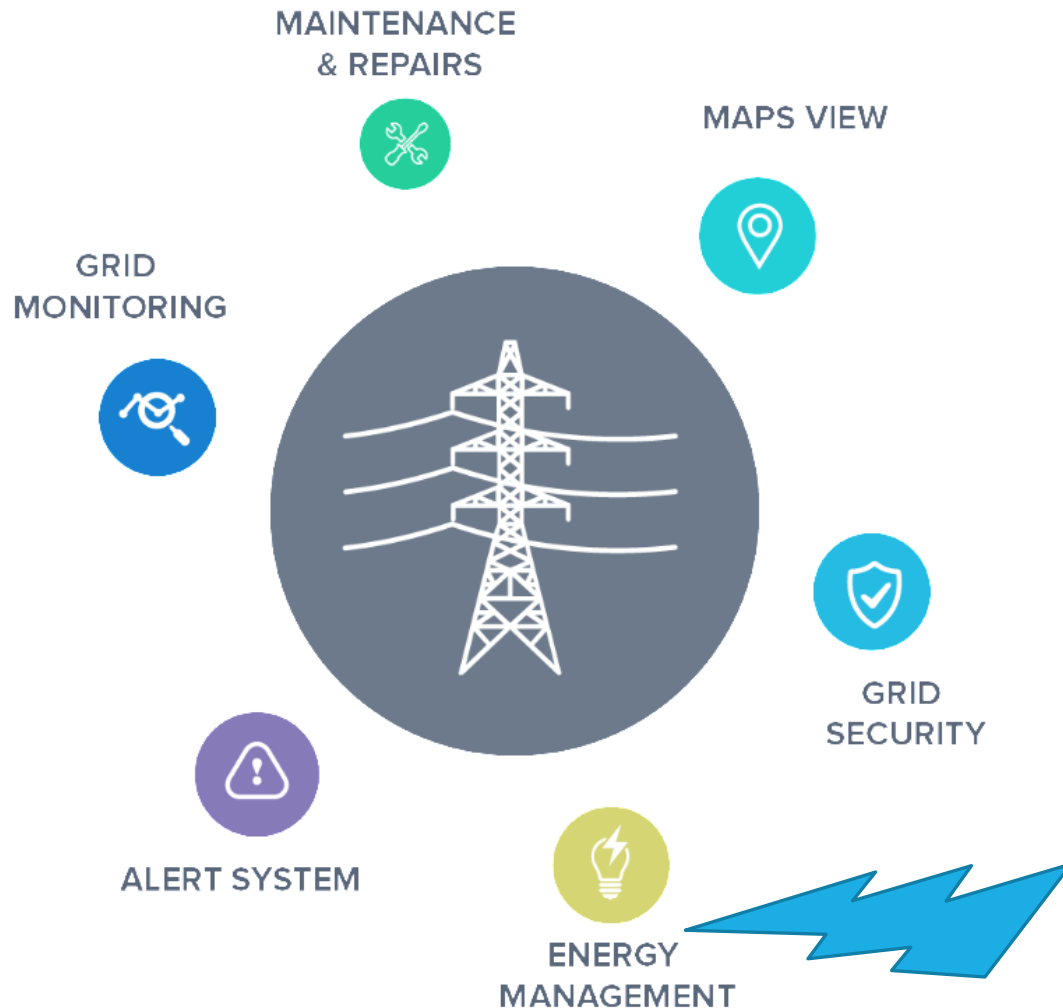 MAINTENANCE
& REPAIRS
MAPS VIEW
GRID
MONITORING
GRID
SECURITY
ALERT SYSTEM
ENERGY
MANAGEMENT